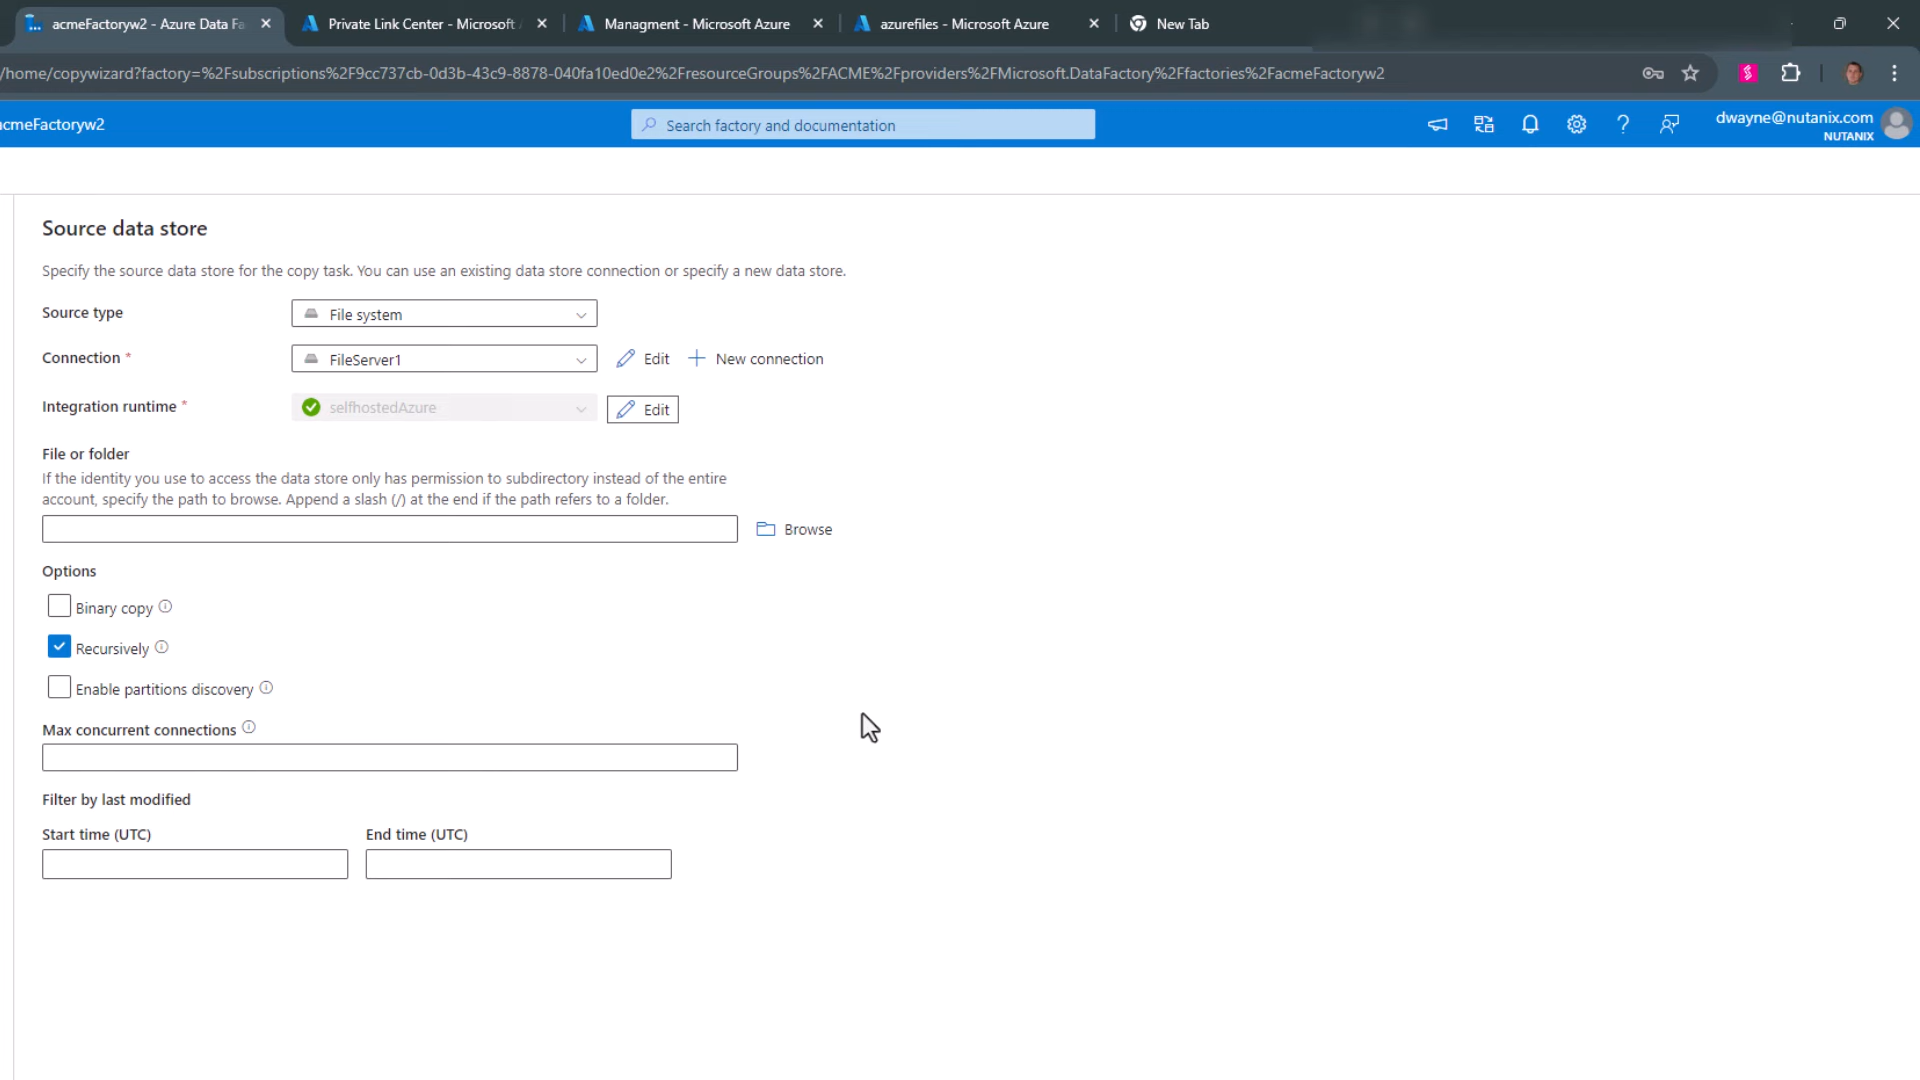 acmeFactoryw2 - Azure Data Fa
Private Link Center - Microsoft
Managment - Microsoft Azure
azurefiles - Microsoft Azure
New Tab
/home/copywizard?factory=%2Fsubscriptions%2F9cc737cb-0d3b-43c9-8878-040fa10ed0e2%2FresourceGroups%2FACME%2Fproviders%2FMicrosoft.DataFactory%2Ffactories%2FacmeFactoryw2
acmeFactoryw2
Search factory and documentation
dwayne@nutanix.com
NUTANIX
Source data store
Specify the source data store for the copy task. You can use an existing data store connection or specify a new data store.
Source type
File system
Connection *
FileServer1
Edit
New connection
Integration runtime *
selfhostedAzure
Edit
File or folder
If the identity you use to access the data store only has permission to subdirectory instead of the entire
account, specify the path to browse. Append a slash (/) at the end if the path refers to a folder.
Browse
Options
Binary copy
Recursively
Enable partitions discovery
Max concurrent connections
Filter by last modified
Start time (UTC)
End time (UTC)